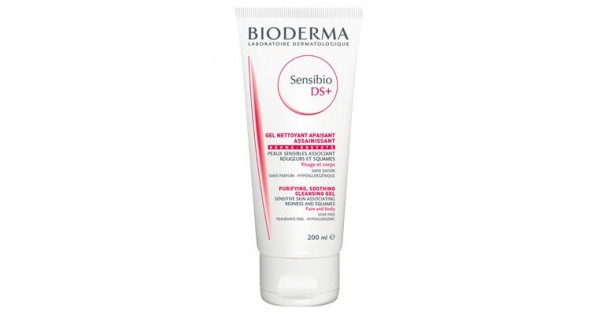 BIODERMA
LABORATOIRE DERMATOLOGIQUE
Sensibio
DS+
GEL NETTOYANT APAISANT
ASSAINISSANT
PEAUX SENSIBLES ASSOCIANT
ROUGEURS ET SQUAMES
Visage et corps
SANS SAVON
SANS PARFUM - HYPOALLERGÉNIQUE
PURIFYING, SOOTHING
CLEANSING GEL
SENSITIVE SKIN ASSOCIATING
REDNESS AND SQUAMES
Face and body
SOAP FREE
FRAGRANCE FREE - HYPOALLERGENIC
200 ml ℮